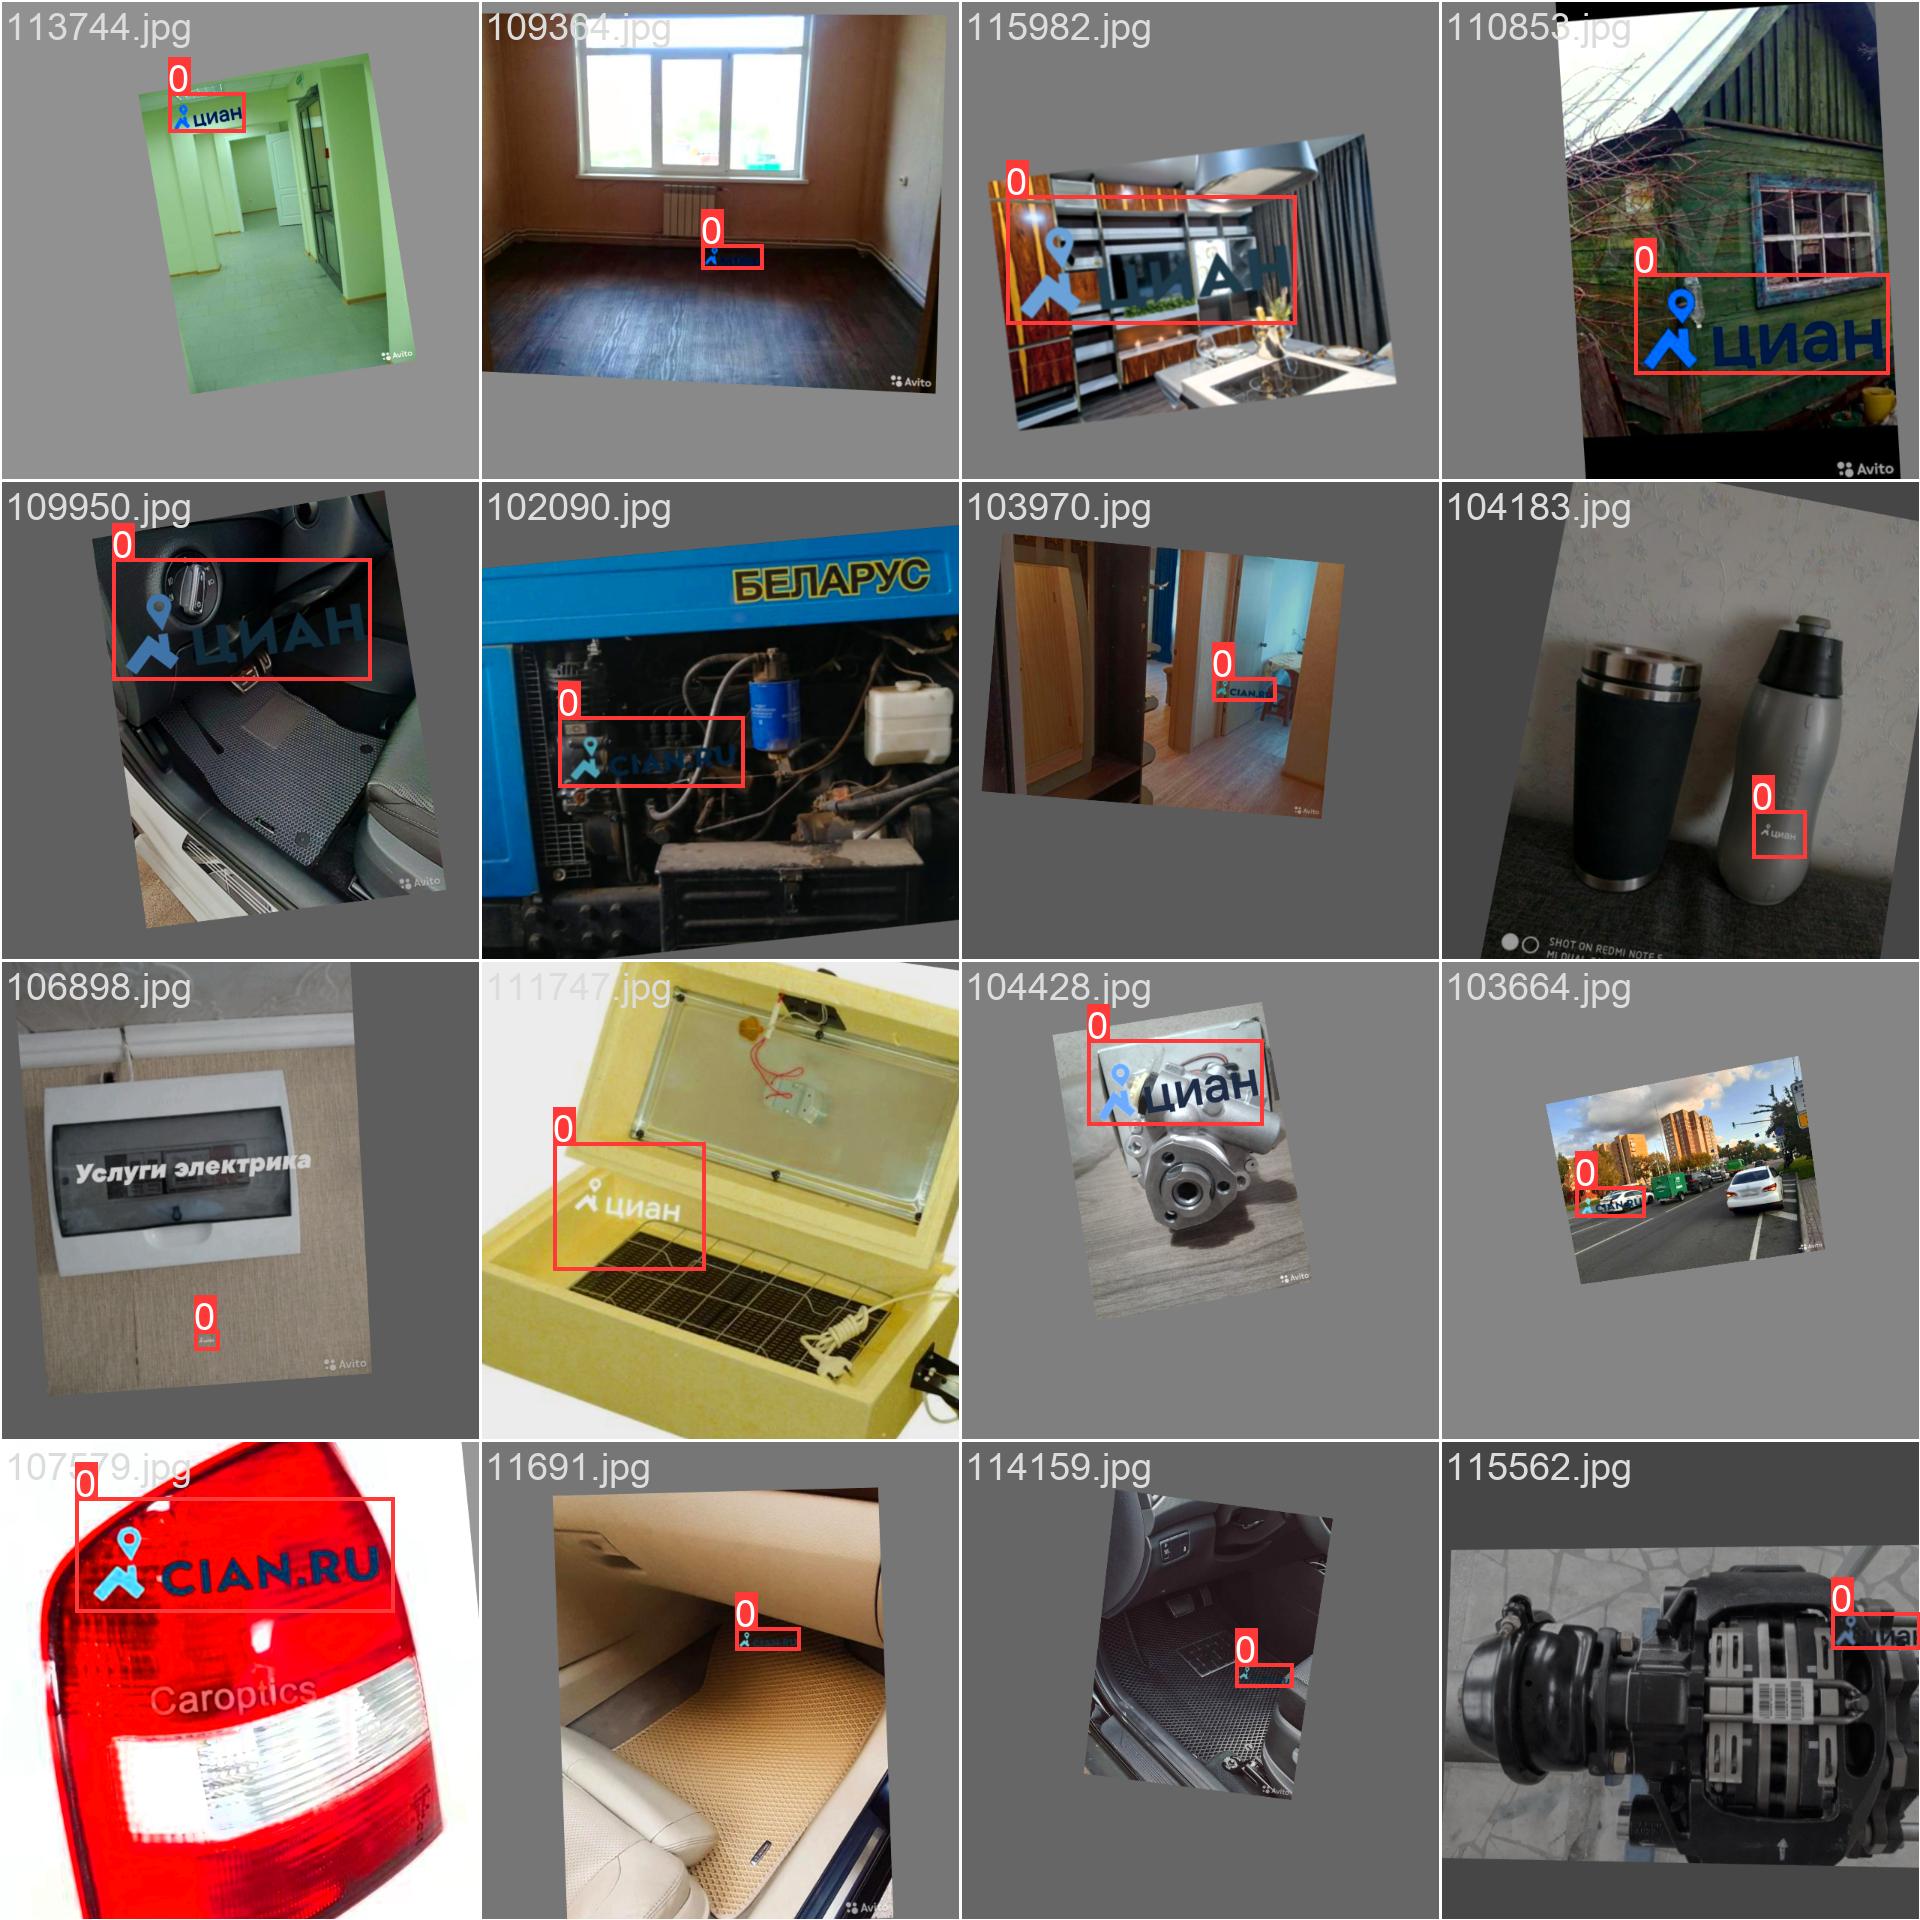 113744.jpg
0
циан
Avito
109364.jpg
0
Avito
115982.jpg
0
ЦИАН
110853.jpg
0
циан
Avito
109950.jpg
0
ЦИАН
Avito
102090.jpg
БЕЛАРУС
0
CIAN.RU
103970.jpg
0
CIAN.RU
Avito
104183.jpg
0
циан
SHOT ON REDMI NOTE 5
106898.jpg
Услуги электрика
0
Avito
111747.jpg
0
циан
104428.jpg
0
циан
Avito
103664.jpg
0
CIAN.RU
Avito
107579.jpg
0
CIAN.RU
Caroptics
11691.jpg
0
CIAN.RU
Avito
114159.jpg
0
Avito
115562.jpg
0
циан